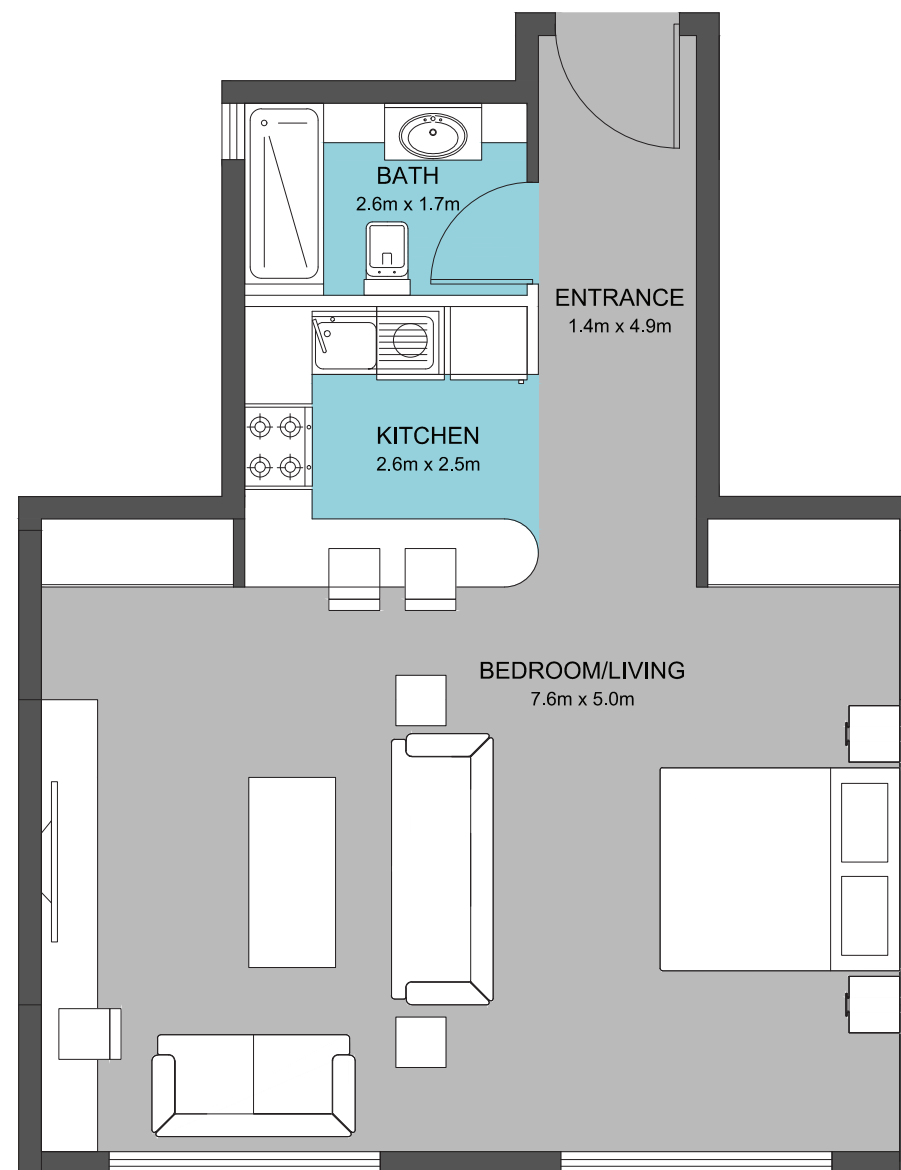 BATH
2.6m x 1.7m
ENTRANCE
1.4m x 4.9m
KITCHEN
2.6m x 2.5m
BEDROOM/LIVING
7.6m x 5.0m